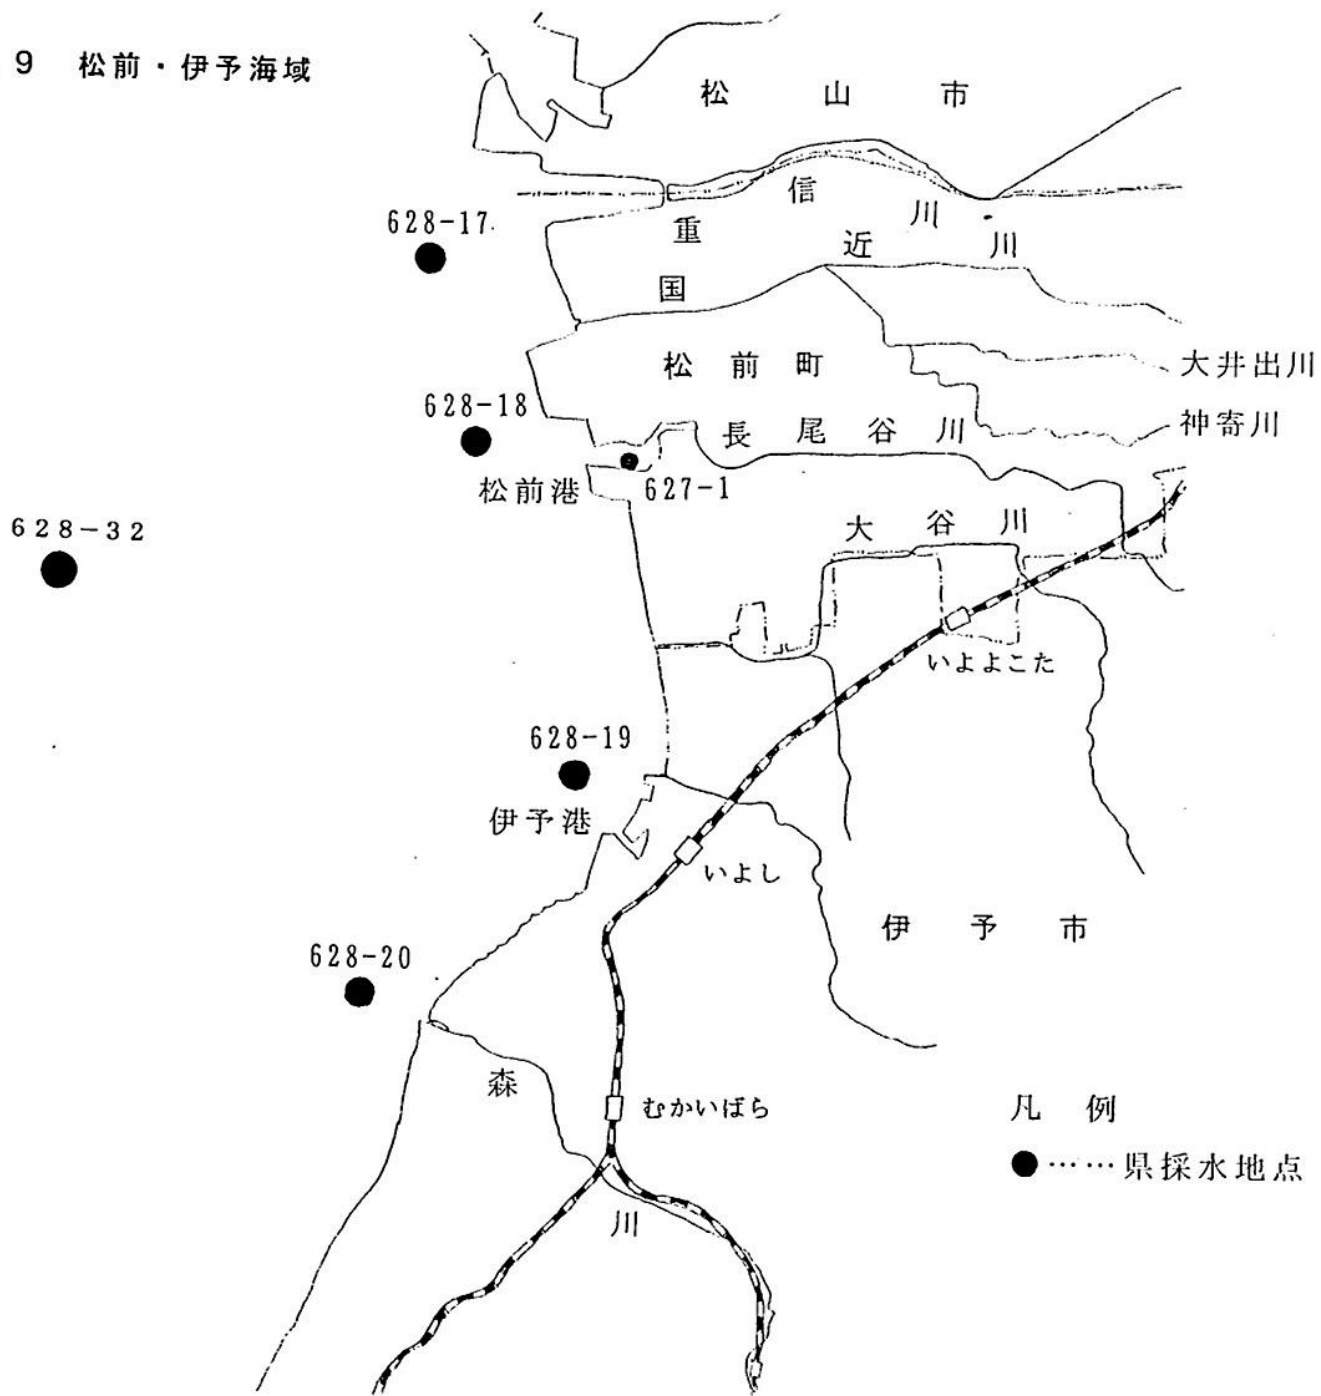 9 松前・伊予海域
松山市
628-17
重信川
国近川
松前町
大井出川
628-18
長尾谷川
神寄川
松前港
627-1
628-32
大谷川
いよよこた
628-19
伊予港
いよし
伊予市
628-20
森川
むかいばら
凡例
●……県採水地点